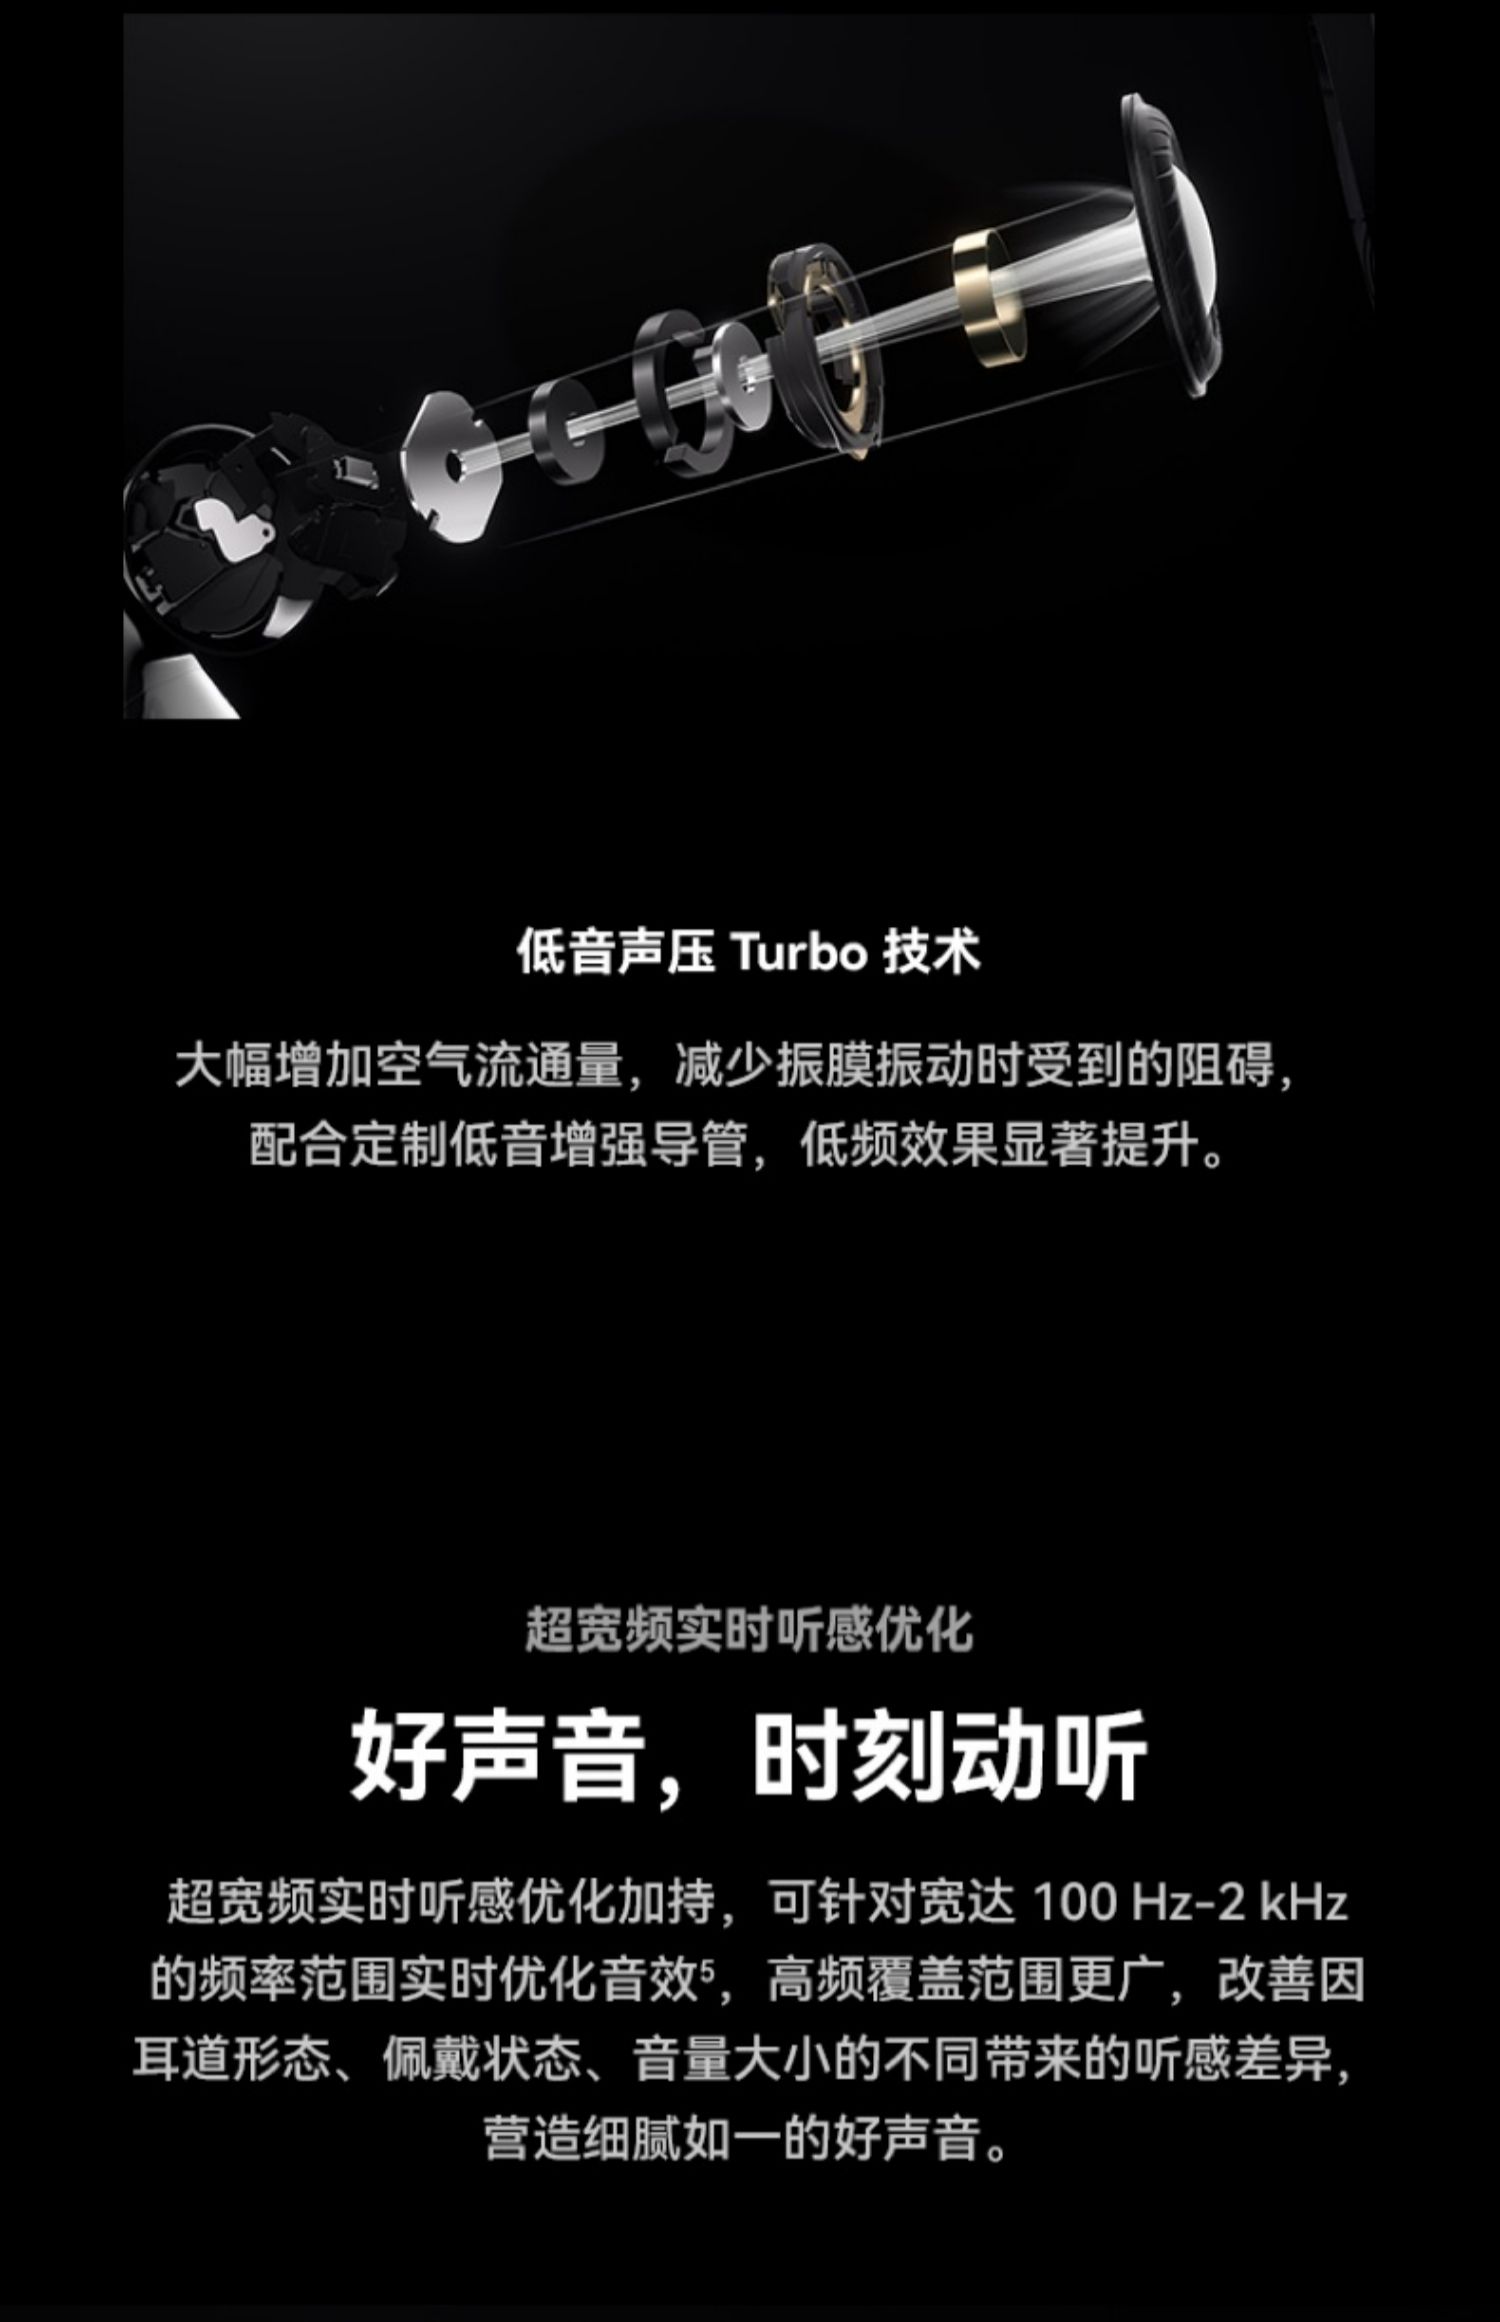 低音声压 Turbo 技术
大幅增加空气流通量，减少振膜振动时受到的阻碍，
配合定制低音增强导管，低频效果显著提升。
超宽频实时听感优化
好声音，时刻动听
超宽频实时听感优化加持，可针对宽达 100 Hz-2 kHz
的频率范围实时优化音效⁵，高频覆盖范围更广，改善因
耳道形态、佩戴状态、音量大小的不同带来的听感差异，
营造细腻如一的好声音。